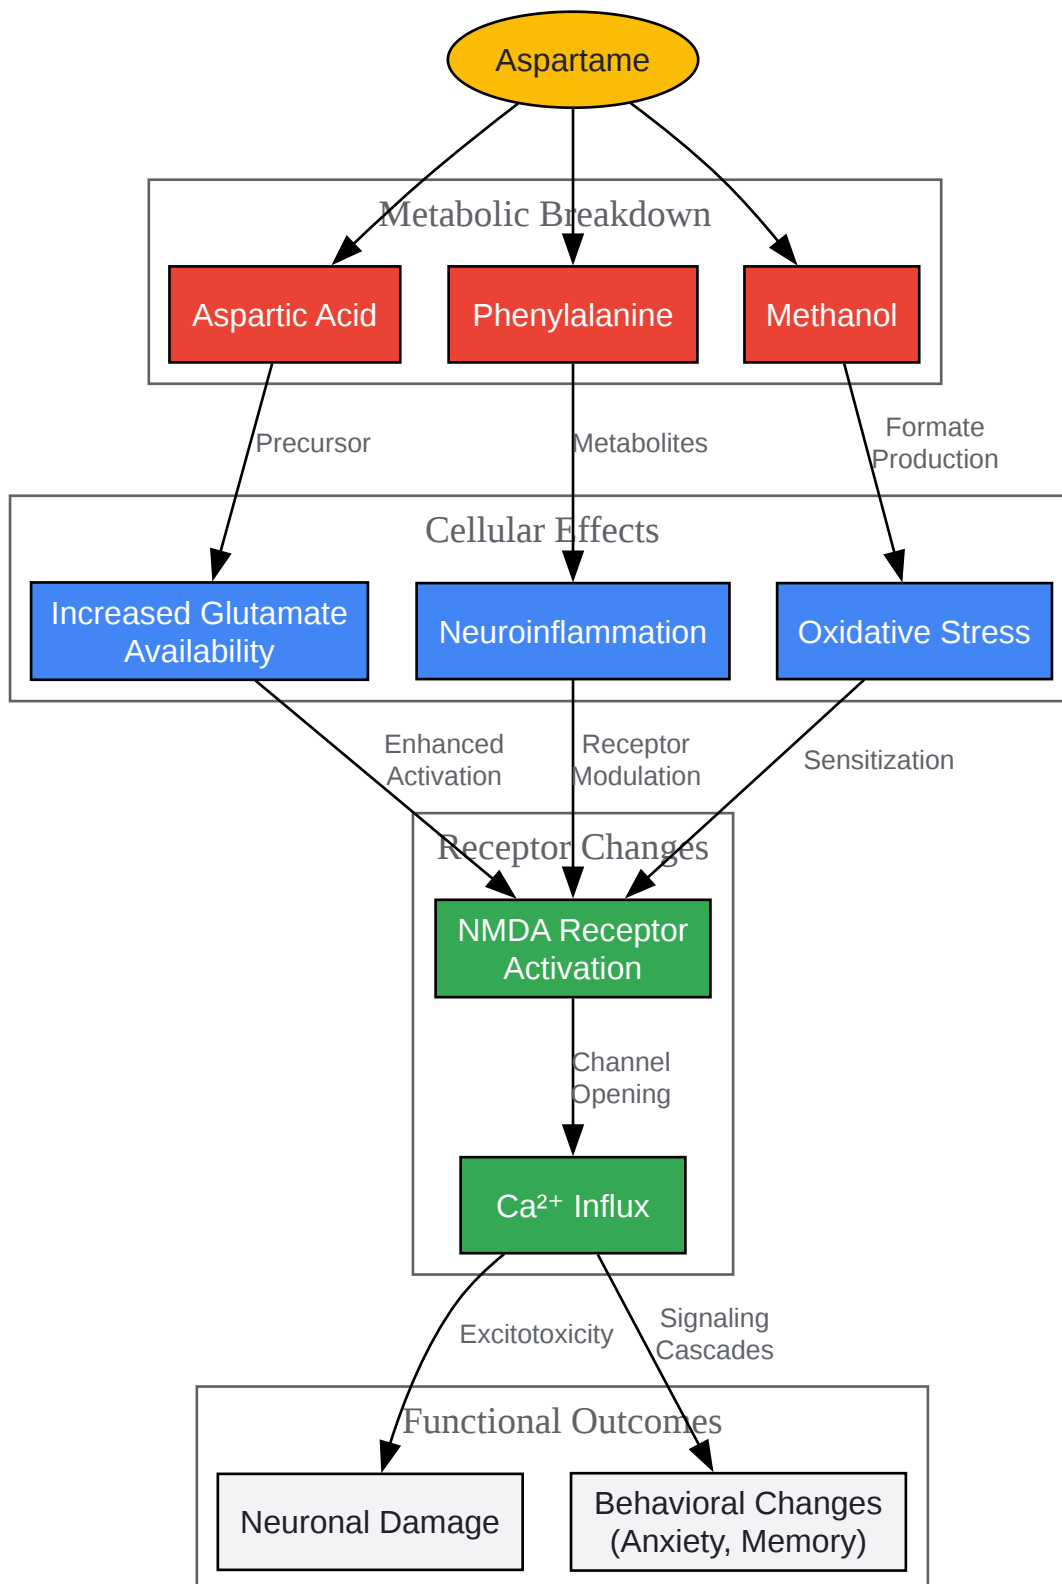 Aspartame
Metabolic Breakdown
Aspartic Acid
Phenylalanine
Methanol
Precursor
Metabolites
Formate
Production
Cellular Effects
Increased Glutamate
Availability
Neuroinflammation
Oxidative Stress
Enhanced
Activation
Receptor
Modulation
Sensitization
Receptor Changes
NMDA Receptor
Activation
Channel
Opening
Ca²⁺ Influx
Excitotoxicity
Signaling
Cascades
Functional Outcomes
Neuronal Damage
Behavioral Changes
(Anxiety, Memory)